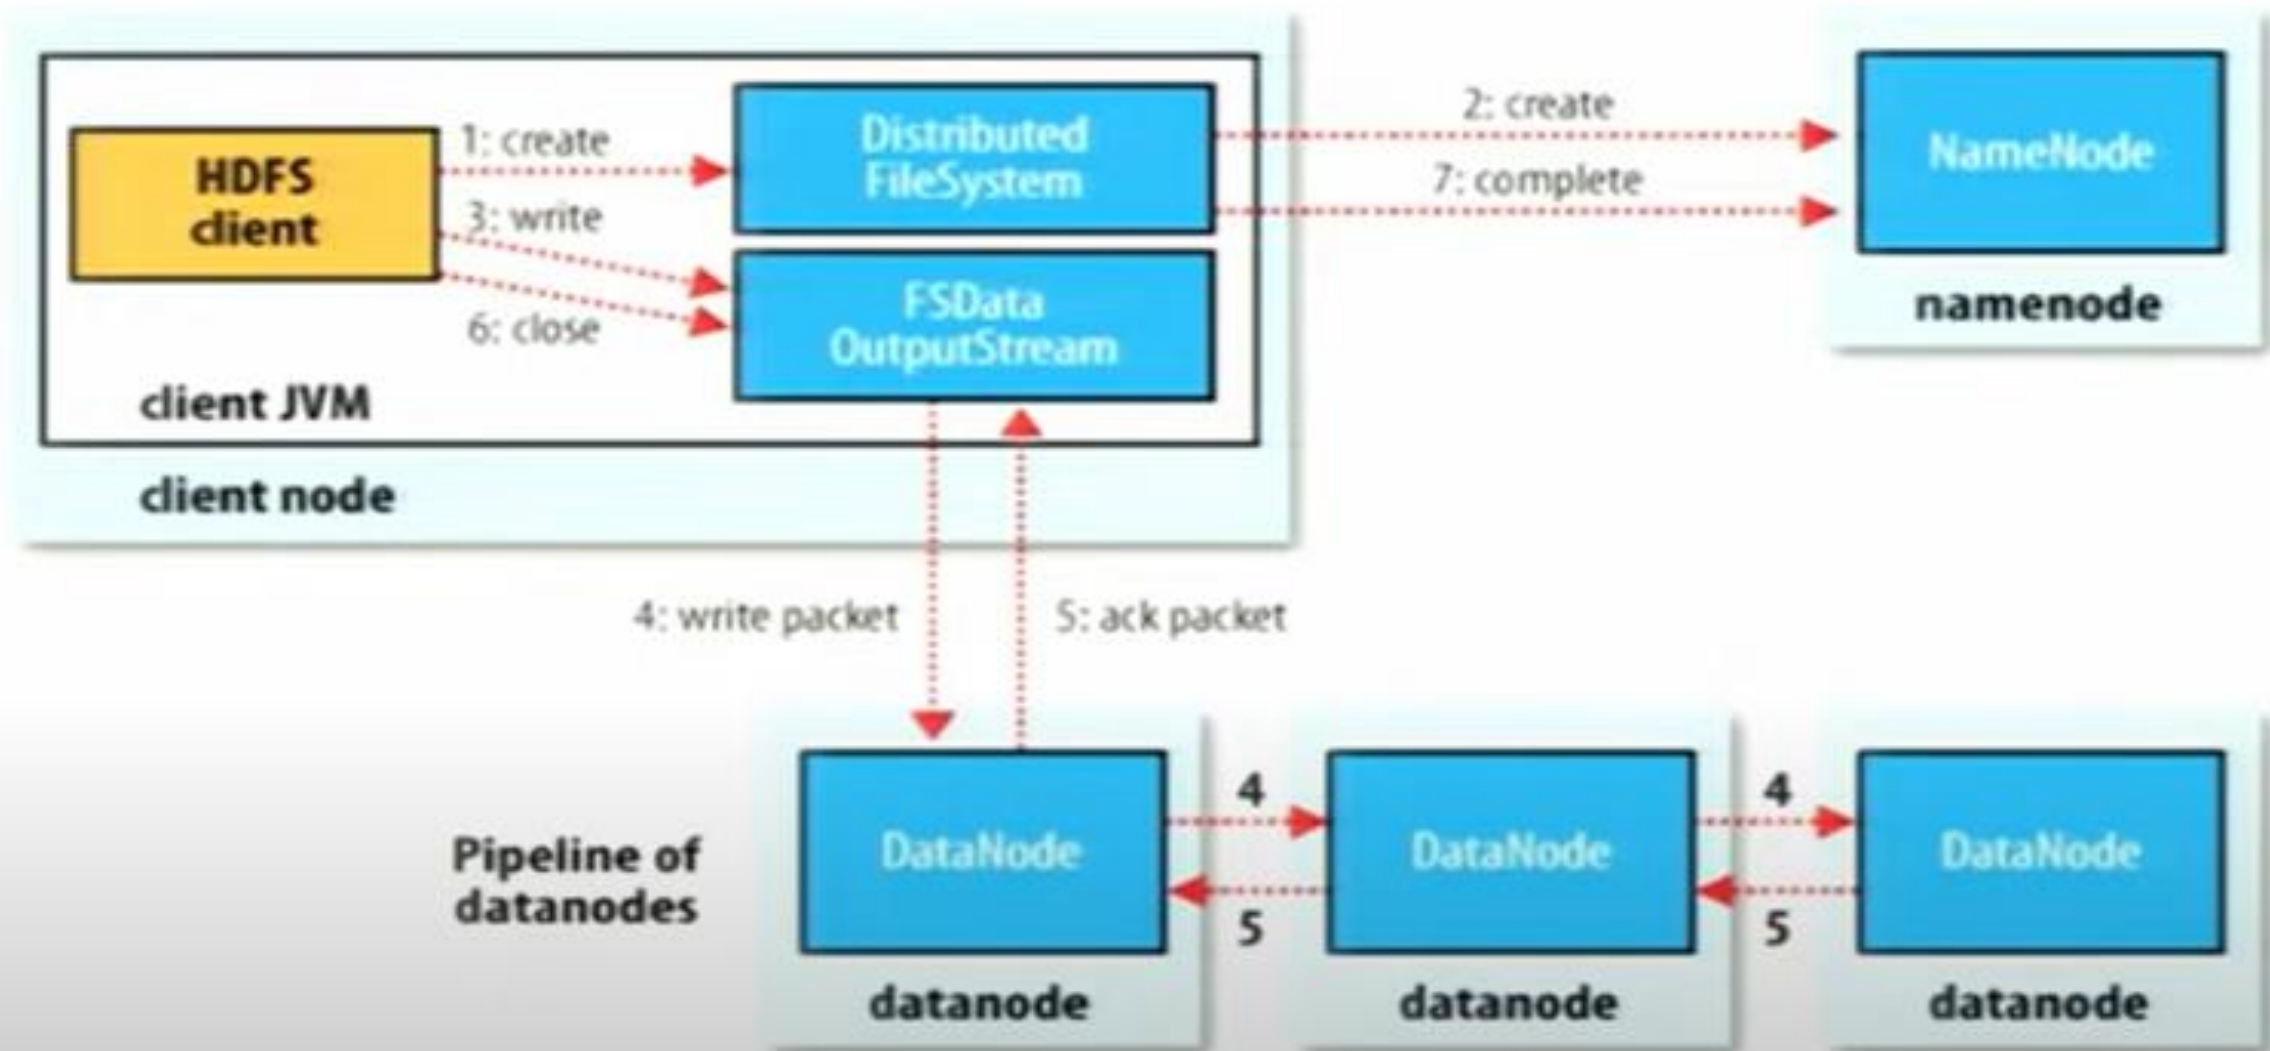 1: create
Distributed
FileSystem
2: create
NameNode
HDFS
client
7: complete
3: write
namenode
FSData
OutputStream
6: close
client JVM
client node
4: write packet
5: ack packet
4
4
DataNode
DataNode
DataNode
Pipeline of
datanodes
5
5
datanode
datanode
datanode